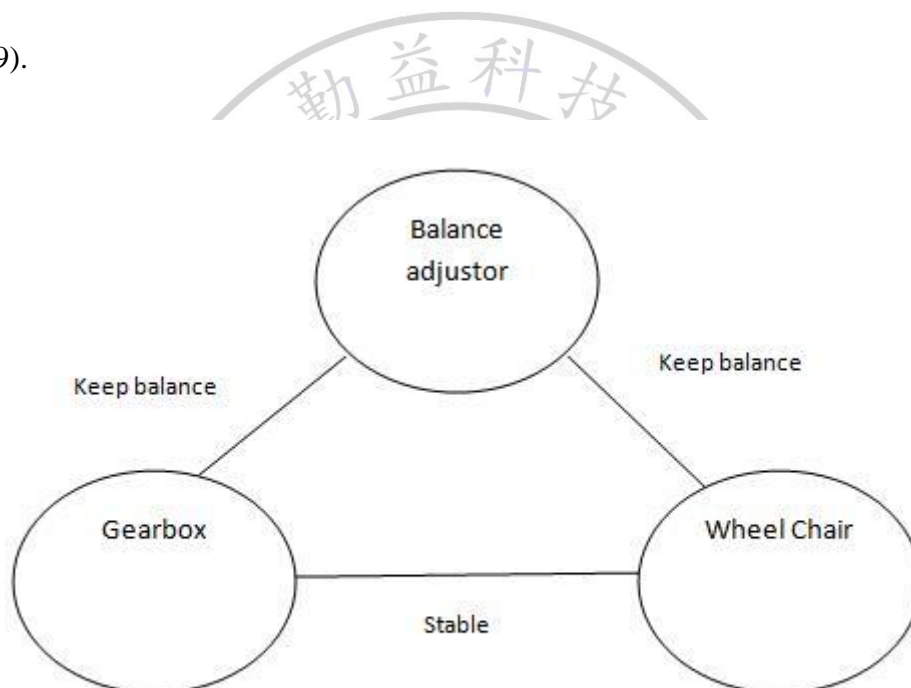 9).
勤益科技
Balance
adjustor
Keep balance
Keep balance
Gearbox
Wheel Chair
Stable